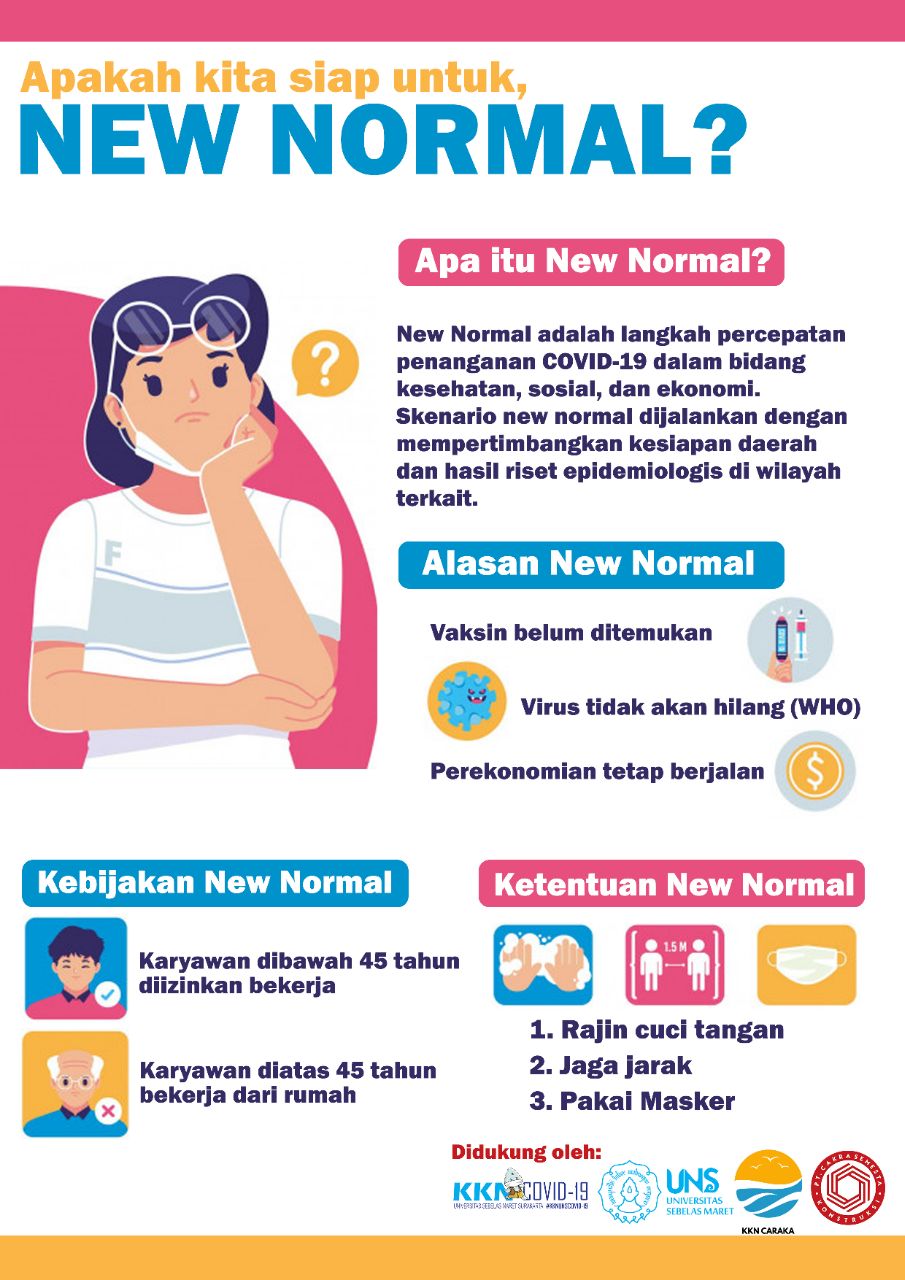 Apakah kita siap untuk,
NEW NORMAL?
Apa itu New Normal?
New Normal adalah langkah percepatan
penanganan COVID-19 dalam bidang
kesehatan, sosial, dan ekonomi.
Skenario new normal dijalankan dengan
mempertimbangkan kesiapan daerah
dan hasil riset epidemiologis di wilayah
terkait.
F
Alasan New Normal
Vaksin belum ditemukan
Virus tidak akan hilang (WHO)
Perekonomian tetap berjalan
Kebijakan New Normal
Karyawan dibawah 45 tahun
diizinkan bekerja
Karyawan diatas 45 tahun
bekerja dari rumah
Ketentuan New Normal
1.5 M
1. Rajin cuci tangan
2. Jaga jarak
3. Pakai Masker
Didukung oleh:
KKN COVID-19
UNIVERSITAS SEBELAS MARET SURAKARTA #KKNUNSCOVID-19
UNS
UNIVERSITAS
SEBELAS MARET
KKN CARAKA
PT. CAKRA SEMESTA
KONSTRUKSI